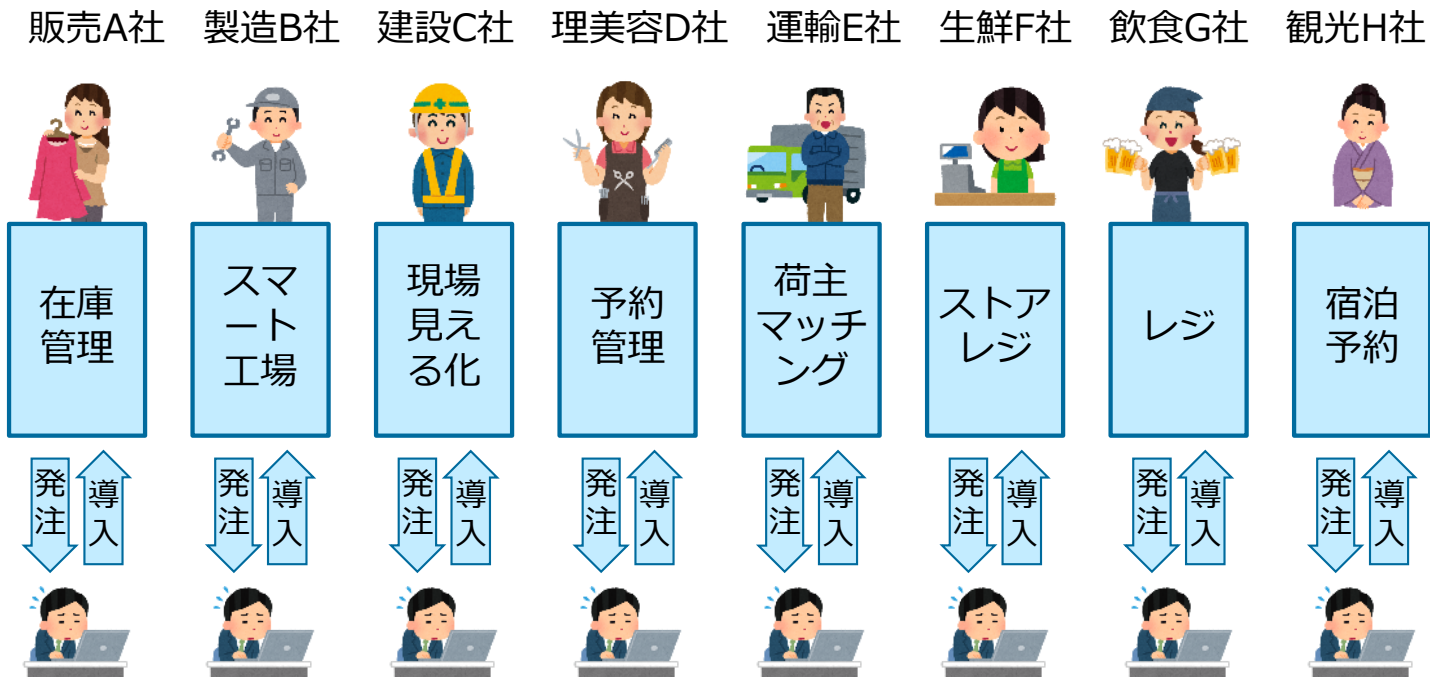 販売A社 製造B社 建設C社 理美容D社 運輸E社 生鮮F社 飲食G社 観光H社
在庫
管理
スマ
ート
工場
現場
見え
る化
予約
管理
荷主
マッチ
ング
ストア
レジ
レジ
宿泊
予約
発注
導入
発注
導入
発注
導入
発注
導入
発注
導入
発注
導入
発注
導入
発注
導入